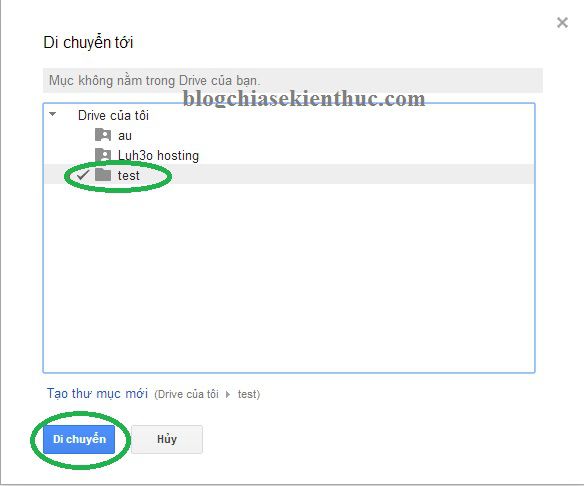 Di chuyển tới
Mục không nằm trong Drive của bạn.
blogchiasekienthuc.com
Drive của tôi
au
Luh3o hosting
test
Tạo thư mục mới (Drive của tôi ▸ test)
Di chuyển Hủy